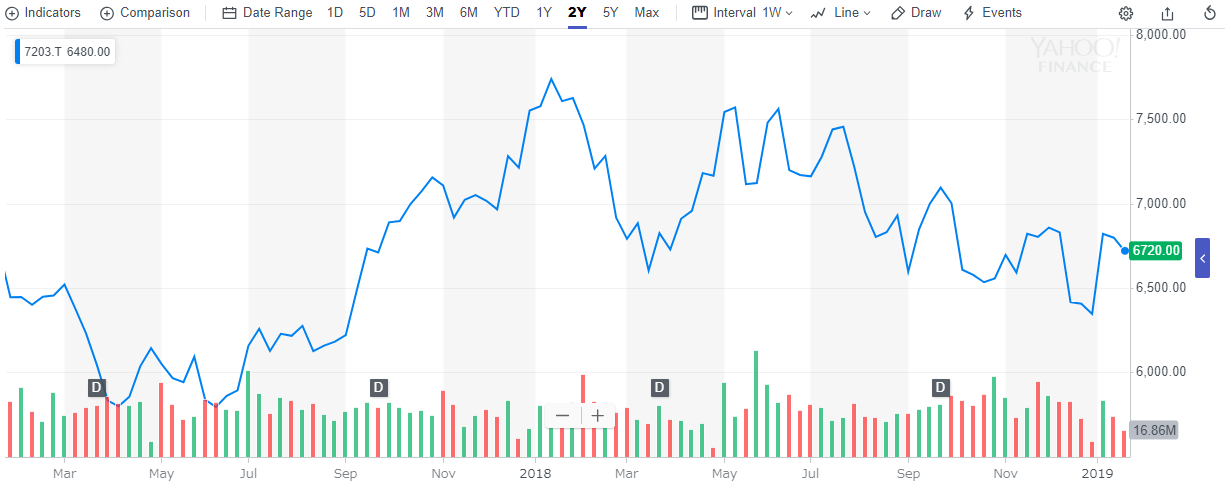 Indicators Comparison Date Range 1D 5D 1M 3M 6M YTD 1Y 2Y 5Y Max Interval 1W Line Draw Events
8,000.00
7203.T 6480.00
YAHOO!
FINANCE
7,500.00
7,000.00
6720.00
6,500.00
6,000.00
D D D D
16.86M
Mar May Jul Sep Nov 2018 Mar May Jul Sep Nov 2019